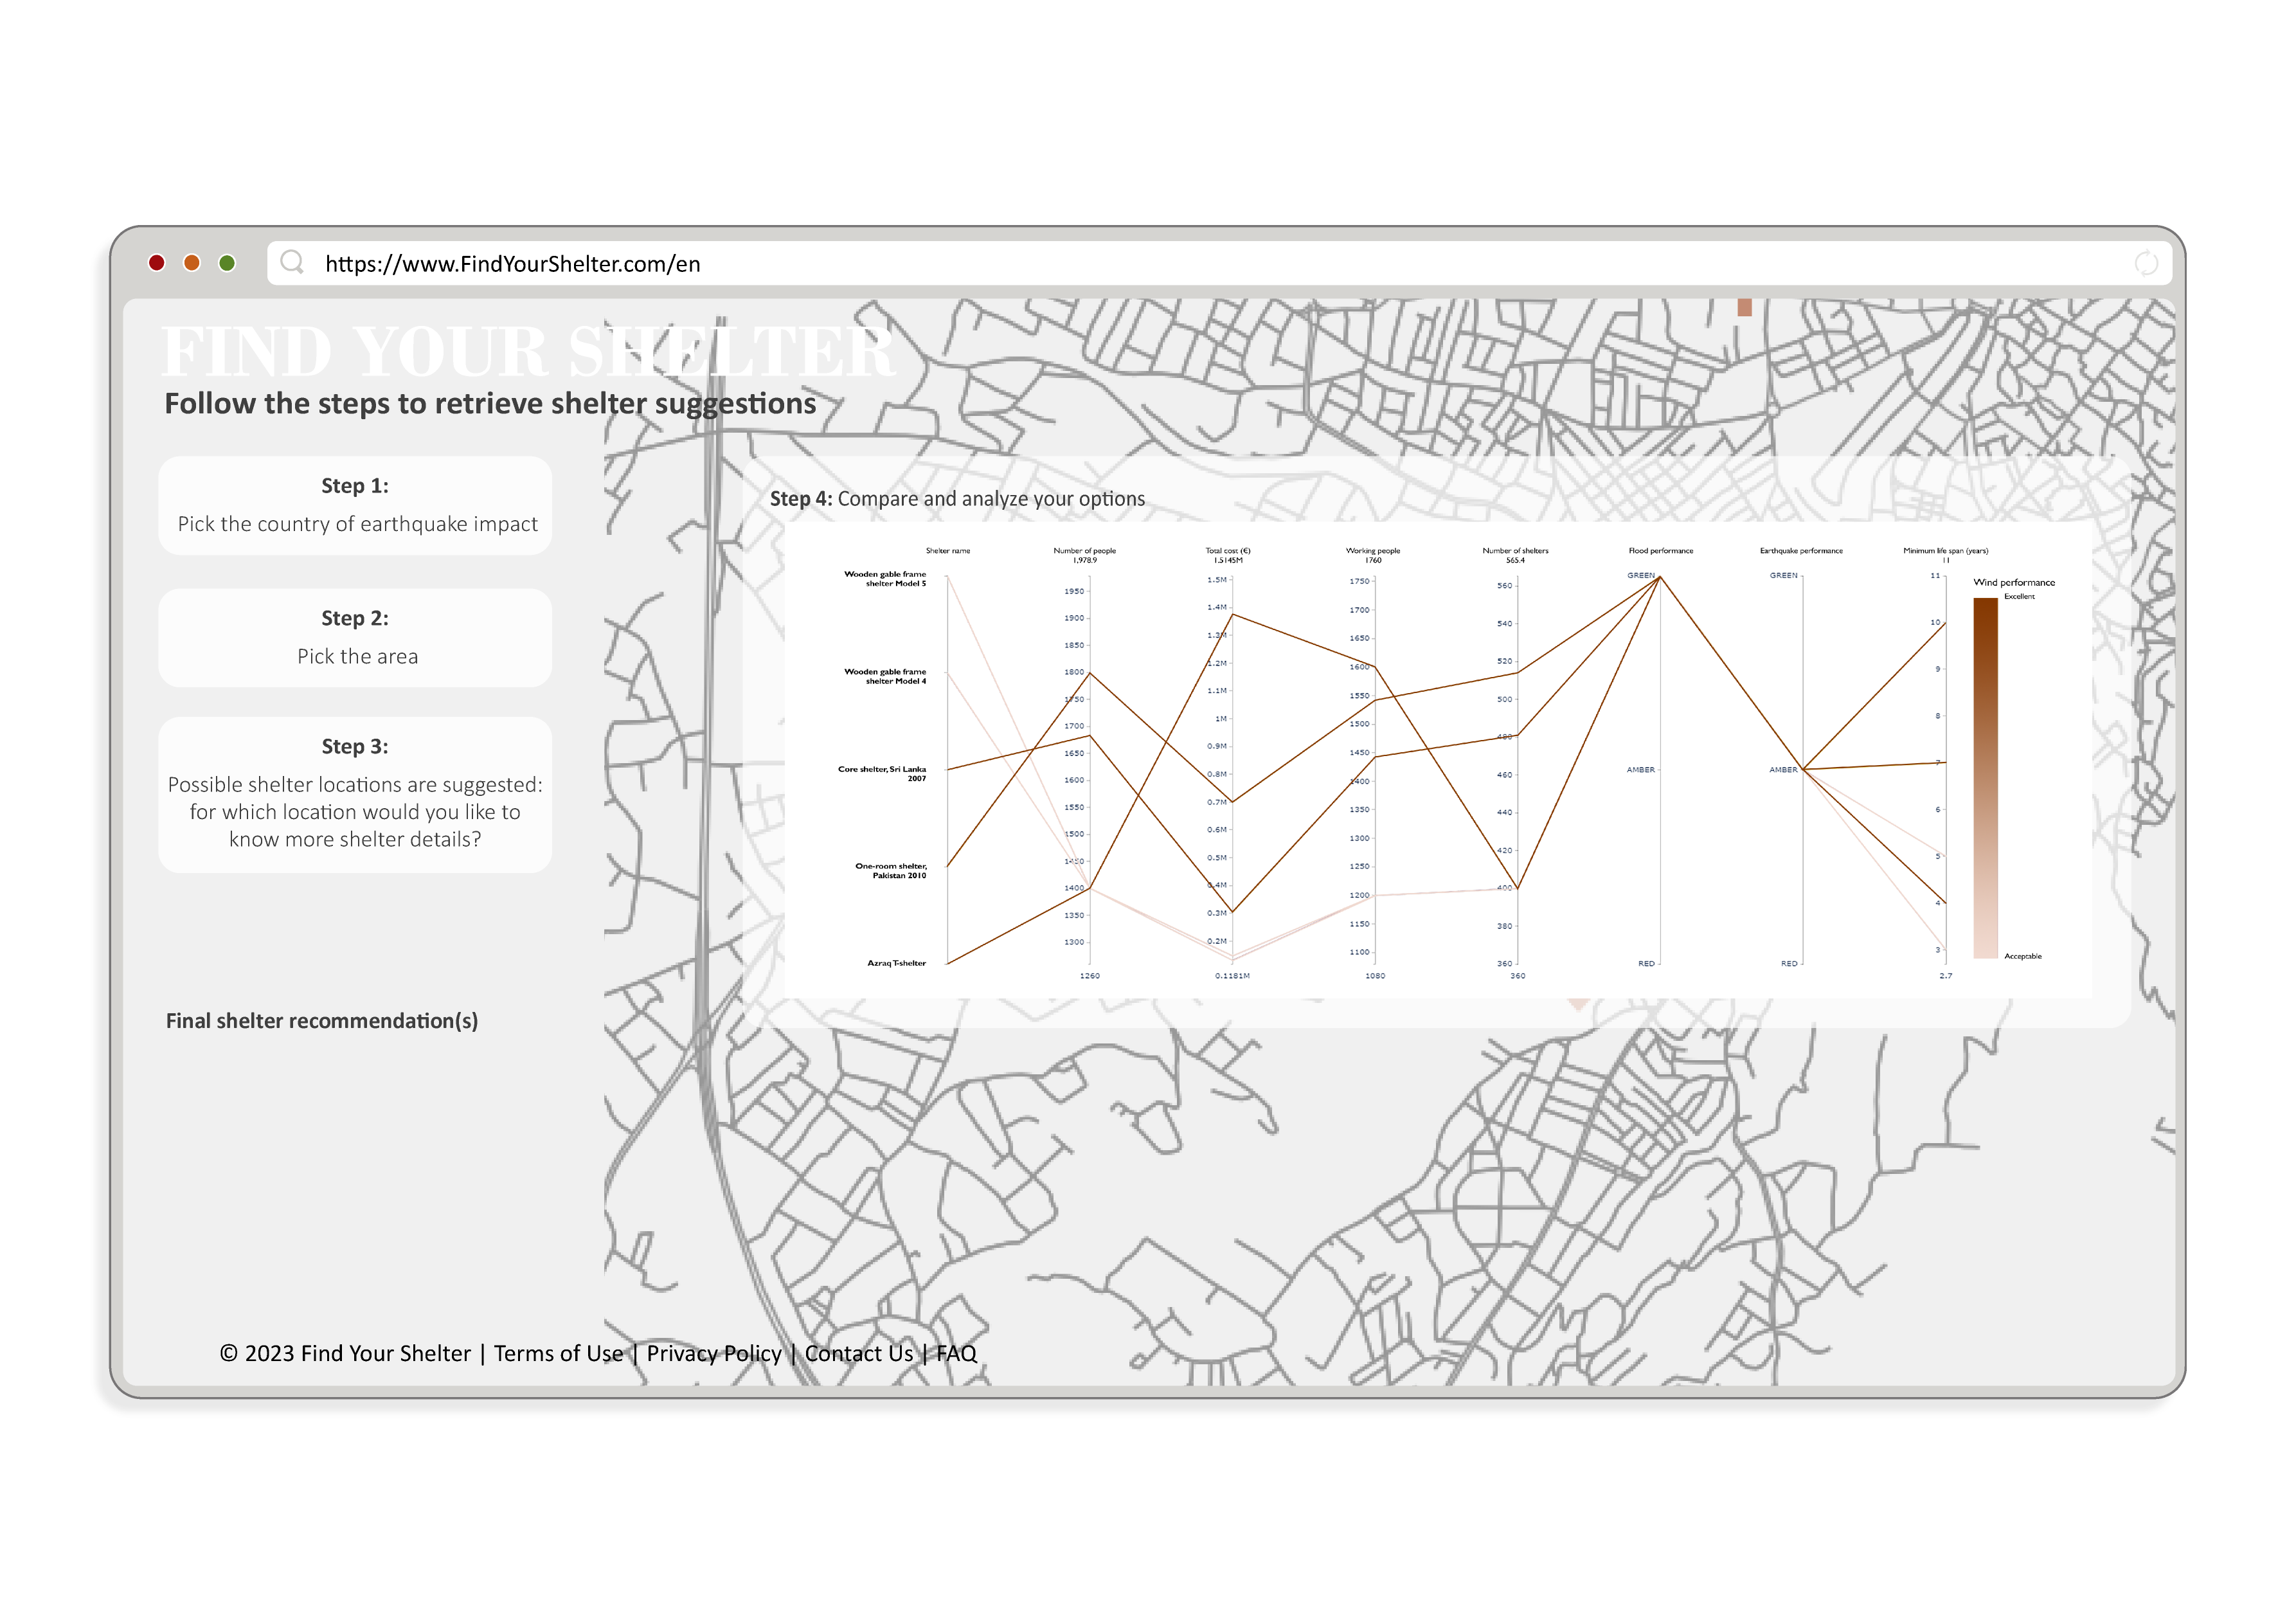 https://www.FindYourShelter.com/en
FIND YOUR SHELTER
Follow the steps to retrieve shelter suggestions
Step 1:
Pick the country of earthquake impact
Step 2:
Pick the area
Step 3:
Possible shelter locations are suggested:
for which location would you like to
know more shelter details?
Final shelter recommendation(s)
Step 4: Compare and analyze your options
Shelter name
Wooden gable frame
shelter Model 5
Wooden gable frame
shelter Model 4
Core shelter, Sri Lanka
2007
One-room shelter,
Pakistan 2010
Azraq T-shelter
Number of people
1,978.9
1950
1900
1850
1800
1750
1700
1650
1600
1550
1500
1450
1400
1350
1300
1260
Total cost (€)
1.5145M
1.5M
1.4M
1.3M
1.2M
1.1M
1M
0.9M
0.8M
0.7M
0.6M
0.5M
0.4M
0.3M
0.2M
0.1181M
Working people
1760
1750
1700
1650
1600
1550
1500
1450
1400
1350
1300
1250
1200
1150
1100
1080
Number of shelters
565.4
560
540
520
500
480
460
440
420
400
380
360
360
Flood performance
GREEN
AMBER
RED
Earthquake performance
GREEN
AMBER
RED
Minimum life span (years)
11
11
10
9
8
7
6
5
4
3
2.7
Wind performance
Excellent
Acceptable
© 2023 Find Your Shelter | Terms of Use | Privacy Policy | Contact Us | FAQ